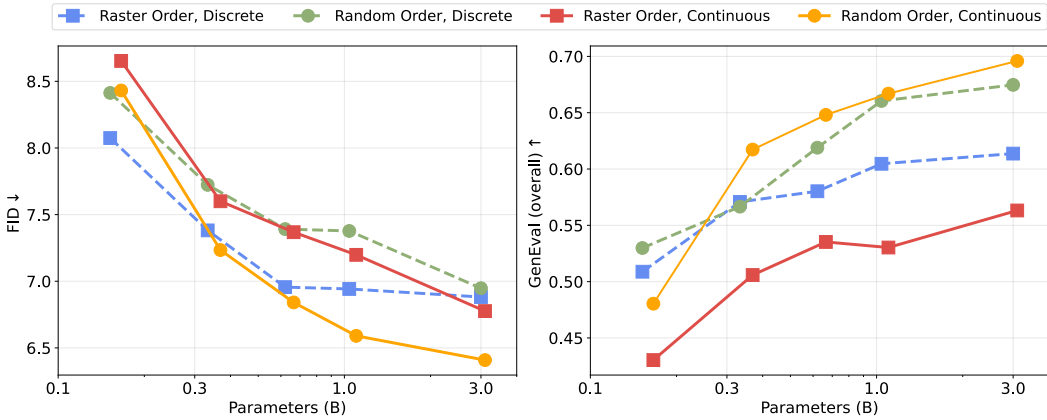 Raster Order, Discrete Random Order, Discrete Raster Order, Continuous Random Order, Continuous
8.5
8.0
7.5
7.0
6.5
FID ↓
0.1 0.3 1.0 3.0
Parameters (B)
0.70
0.65
0.60
0.55
0.50
0.45
GenEval (overall) ↑
0.1 0.3 1.0 3.0
Parameters (B)